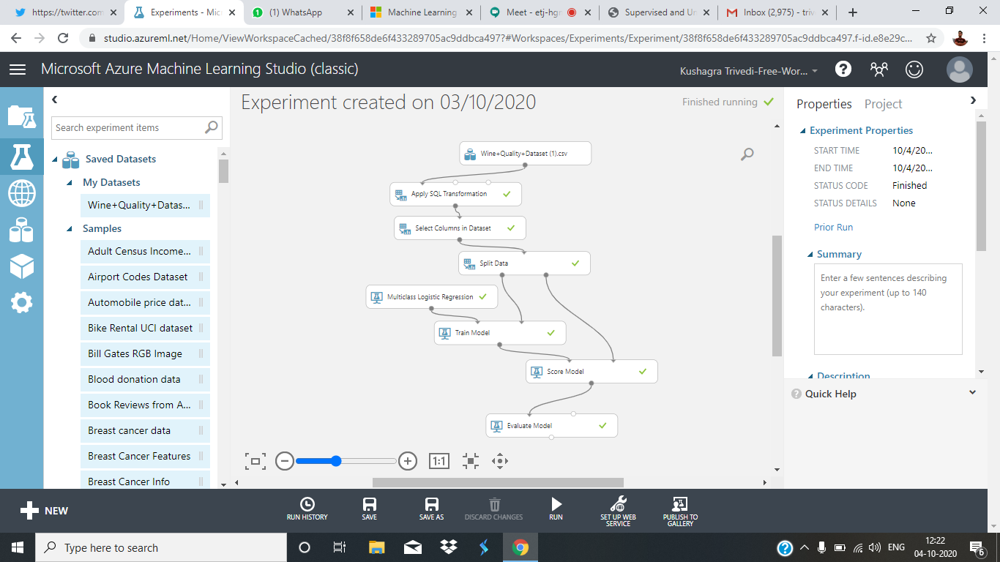 https://twitter.com
Experiments - Mic
(1) WhatsApp
Machine Learning
Meet - etj-hgr
Supervised and Un
Inbox (2,975) - triv
studio.azureml.net/Home/ViewWorkspaceCached/38f8f658de6f433289705ac9ddbca497?#Workspaces/Experiments/Experiment/38f8f658de6f433289705ac9ddbca497.f-id.e8e29c...
Microsoft Azure Machine Learning Studio (classic)
Kushagra Trivedi-Free-Wor...
Search experiment items
Saved Datasets
My Datasets
Wine+Quality+Datas...
Samples
Adult Census Income...
Airport Codes Dataset
Automobile price dat...
Bike Rental UCI dataset
Bill Gates RGB Image
Blood donation data
Book Reviews from A...
Breast cancer data
Breast Cancer Features
Breast Cancer Info
Experiment created on 03/10/2020
Finished running
Wine+Quality+Dataset (1).csv
Apply SQL Transformation
Select Columns in Dataset
Split Data
Multiclass Logistic Regression
Train Model
Score Model
Evaluate Model
1:1
Properties
Project
Experiment Properties
START TIME 10/4/20...
END TIME 10/4/20...
STATUS CODE Finished
STATUS DETAILS None
Prior Run
Summary
Enter a few sentences describing
your experiment (up to 140
characters).
Description
Quick Help
NEW
RUN HISTORY
SAVE
SAVE AS
DISCARD CHANGES
RUN
SET UP WEB
SERVICE
PUBLISH TO
GALLERY
Type here to search
ENG
12:22
04-10-2020
6